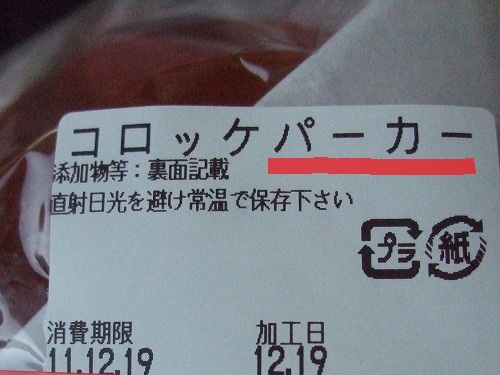 コロッケパーカー
添加物等：裏面記載
直射日光を避け常温で保存下さい
プラ 紙
消費期限 加工日
11.12.19 12.19